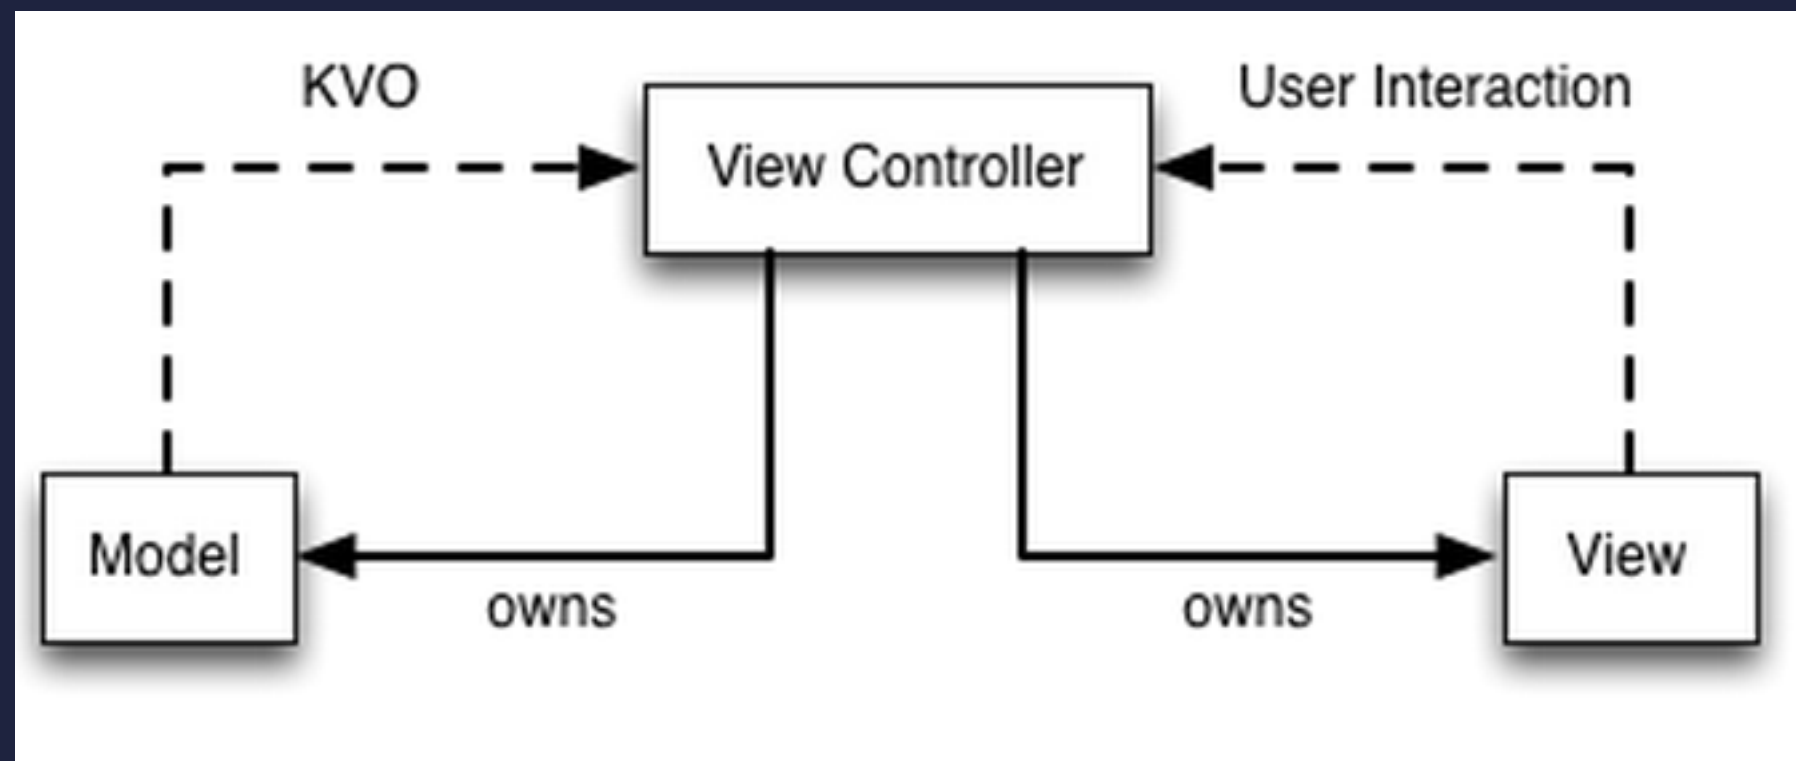 KVO
User Interaction
View Controller
Model
View
owns
owns